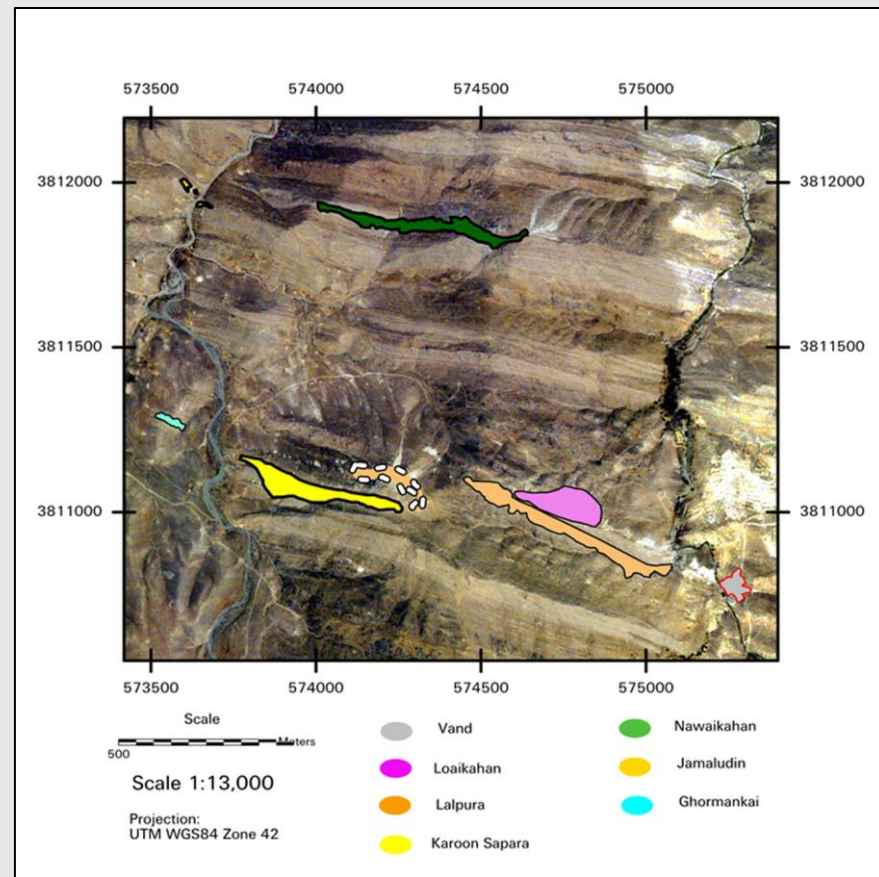 573500 574000 574500 575000
3812000 3812000
3811500 3811500
3811000 3811000
573500 574000 574500 575000
Scale
Meters
500
Scale 1:13,000
Projection:
UTM WGS84 Zone 42
Vand
Loaikahan
Lalpura
Karoon Sapara
Nawaikahan
Jamaludin
Ghormankai